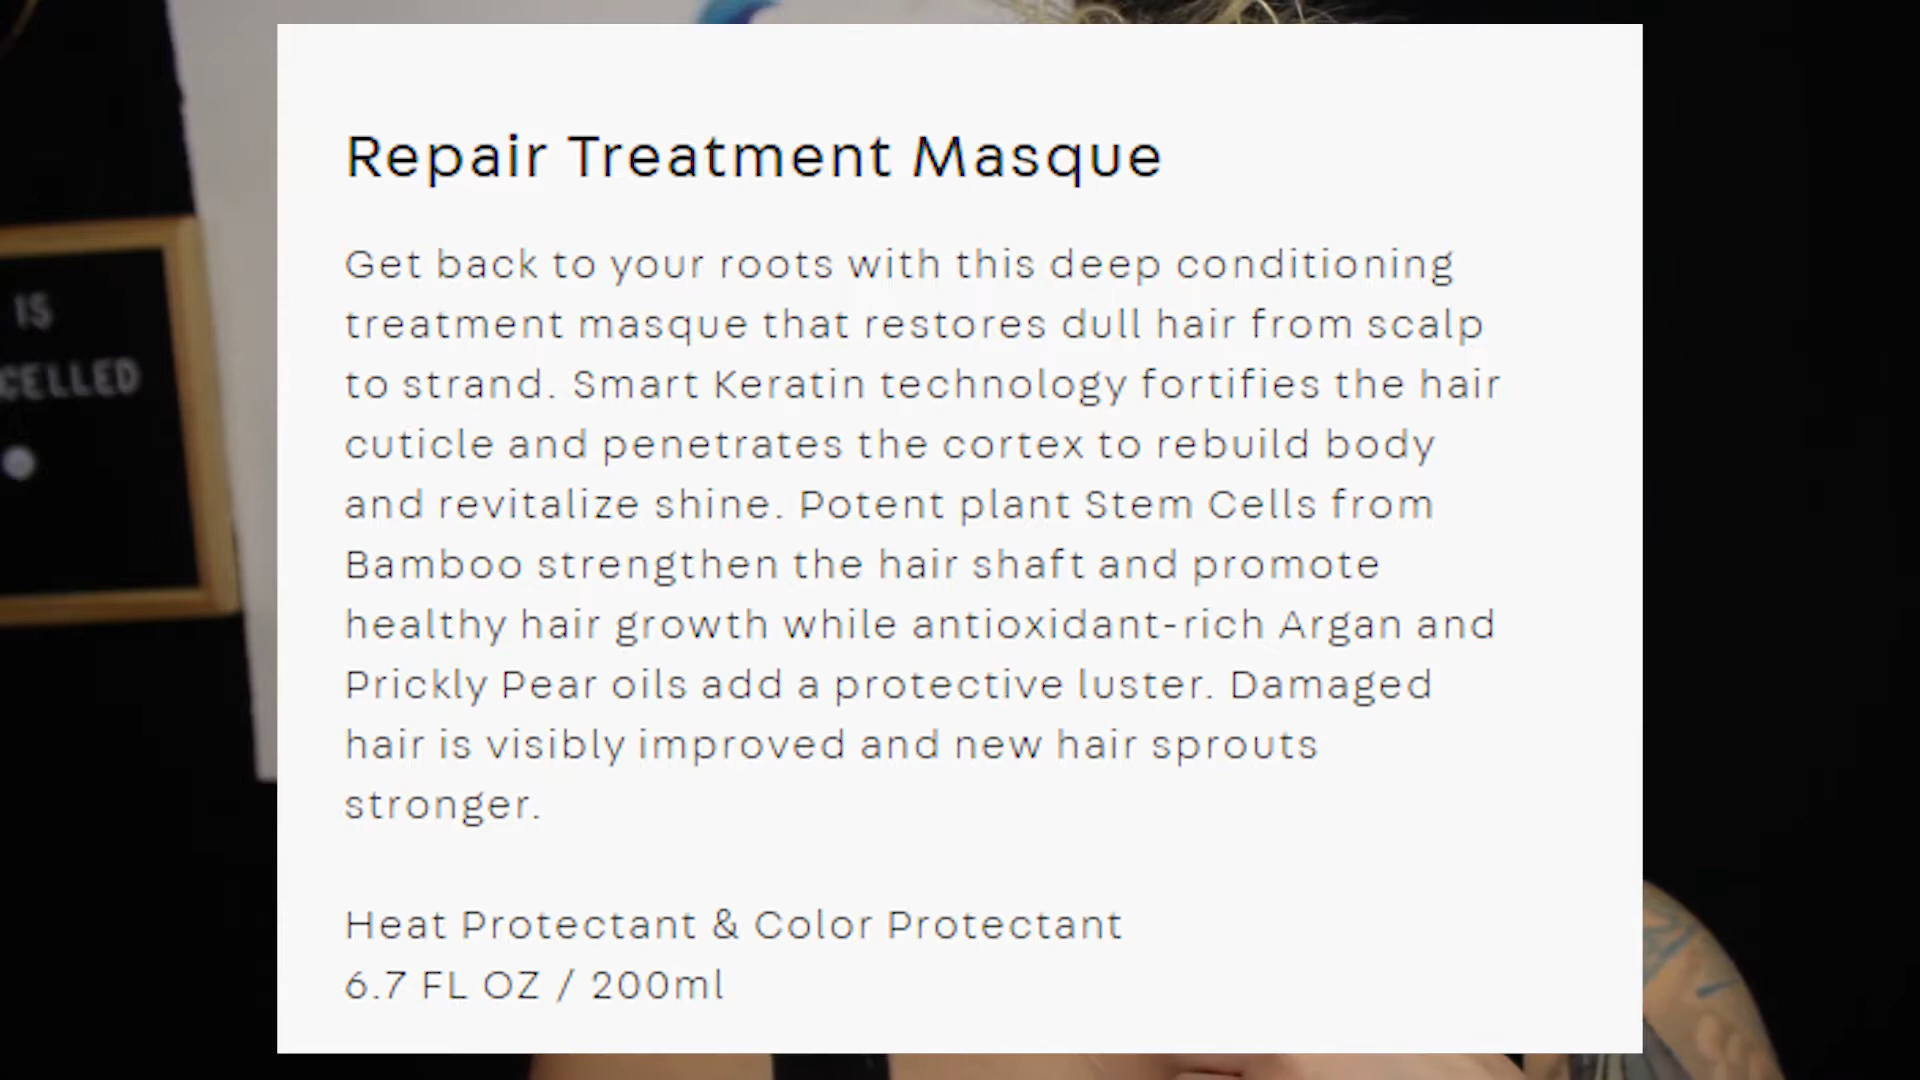 IS
CELLED
Repair Treatment Masque
Get back to your roots with this deep conditioning
treatment masque that restores dull hair from scalp
to strand. Smart Keratin technology fortifies the hair
cuticle and penetrates the cortex to rebuild body
and revitalize shine. Potent plant Stem Cells from
Bamboo strengthen the hair shaft and promote
healthy hair growth while antioxidant-rich Argan and
Prickly Pear oils add a protective luster. Damaged
hair is visibly improved and new hair sprouts
stronger.
Heat Protectant & Color Protectant
6.7 FL OZ / 200ml